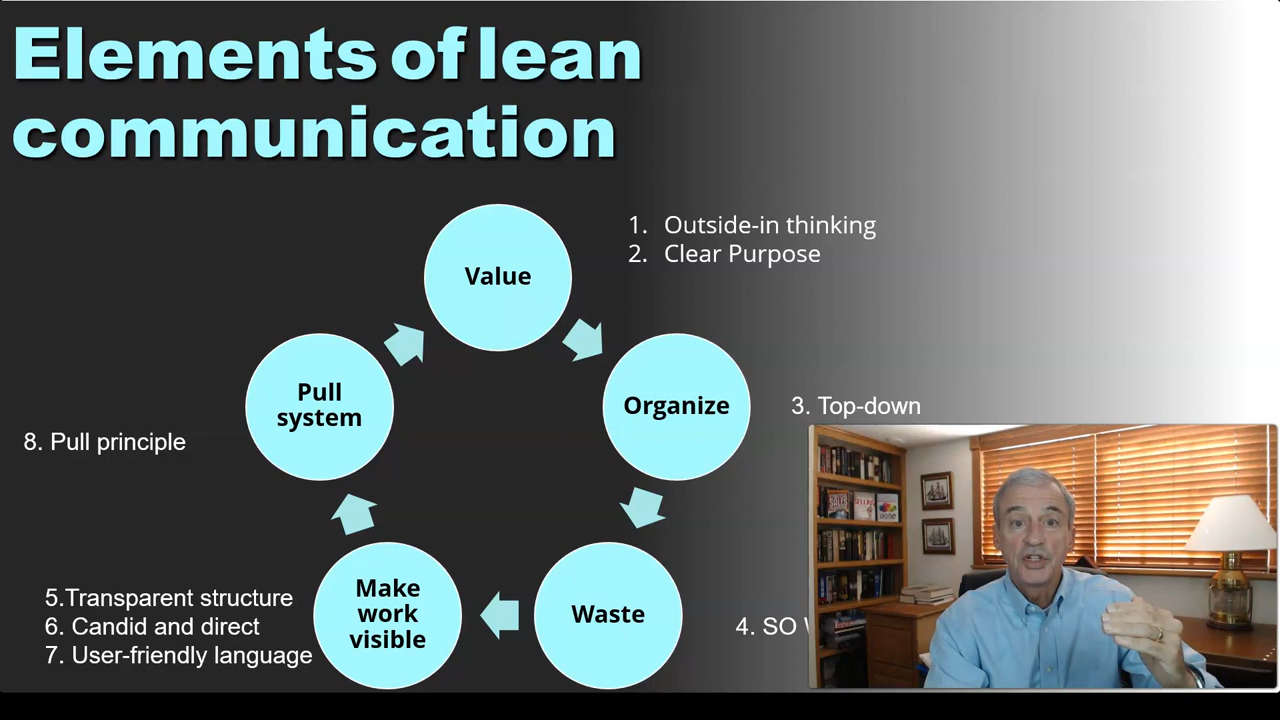 Elements of lean
communication
Value
1. Outside-in thinking
2. Clear Purpose
Organize
3. Top-down
Waste
4. SO
Make
work
visible
5.Transparent structure
6. Candid and direct
7. User-friendly language
Pull
system
8. Pull principle